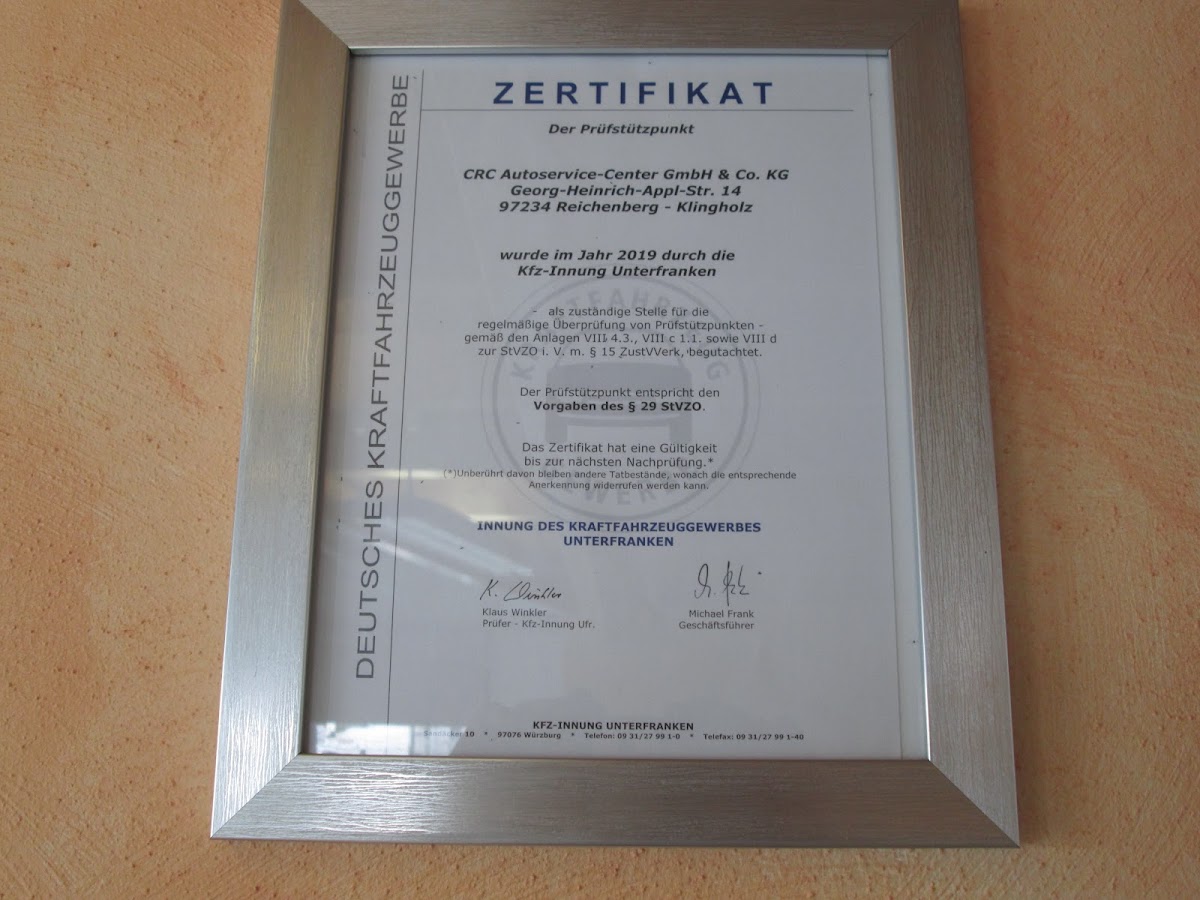 DEUTSCHES KRAFTFAHRZEUGGEWERBE
ZERTIFIKAT
Der Prüfstützpunkt
CRC Autoservice-Center GmbH & Co. KG
Georg-Heinrich-Appl-Str. 14
97234 Reichenberg - Klingholz
wurde im Jahr 2019 durch die
Kfz-Innung Unterfranken
- als zuständige Stelle für die
regelmäßige Überprüfung von Prüfstützpunkten -
gemäß den Anlagen VIII 4.3., VIII c 1.1. sowie VIII d
zur StVZO i. V. m. § 15 ZustVVerk, begutachtet.
Der Prüfstützpunkt entspricht den
Vorgaben des § 29 StVZO.
Das Zertifikat hat eine Gültigkeit
bis zur nächsten Nachprüfung.*
(*)Unberührt davon bleiben andere Tatbestände, wonach die entsprechende
Anerkennung widerrufen werden kann.
INNUNG DES KRAFTFAHRZEUGGEWERBES
UNTERFRANKEN
K. Winkler
Klaus Winkler Michael Frank
Prüfer - Kfz-Innung Ufr. Geschäftsführer
KFZ-INNUNG UNTERFRANKEN
Sandäcker 10 * 97076 Würzburg * Telefon: 09 31/27 99 1-0 * Telefax: 09 31/27 99 1-40